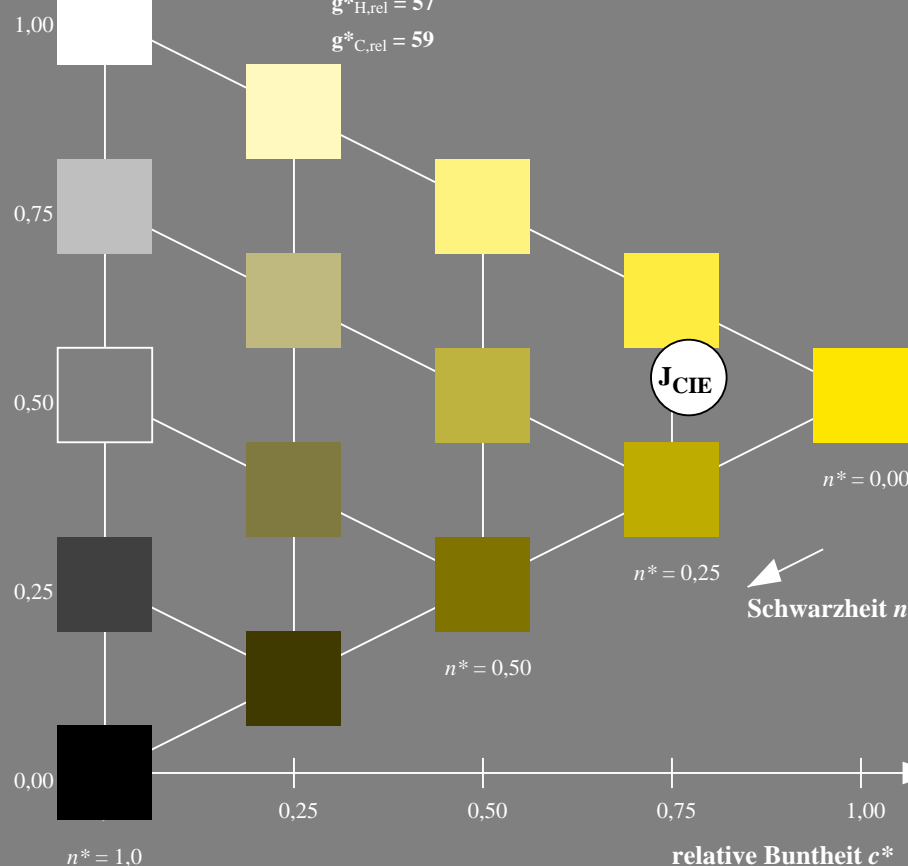 g*H,rel = 57
1,00
g*C,rel = 59
0,75
JCIE
0,50
n* = 0,00
n* = 0,25
0,25
Schwarzheit n
n* = 0,50
0,00
0,25 0,50 0,75 1,00
n* = 1,0
relative Buntheit c*